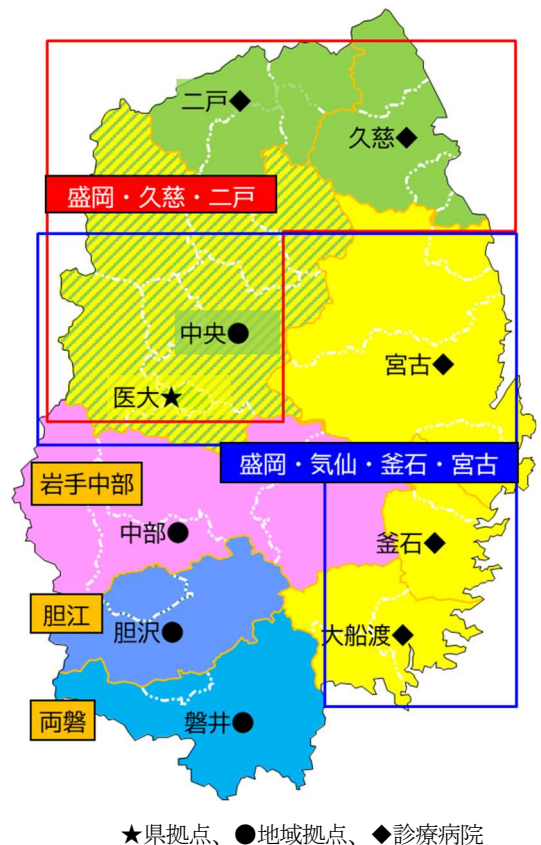 二戸◆
久慈◆
盛岡・久慈・二戸
中央●
宮古◆
医大★
盛岡・気仙・釜石・宮古
岩手中部
中部●
釜石◆
胆江
胆沢●
大船渡◆
両磐
磐井●
★県拠点、●地域拠点、◆診療病院